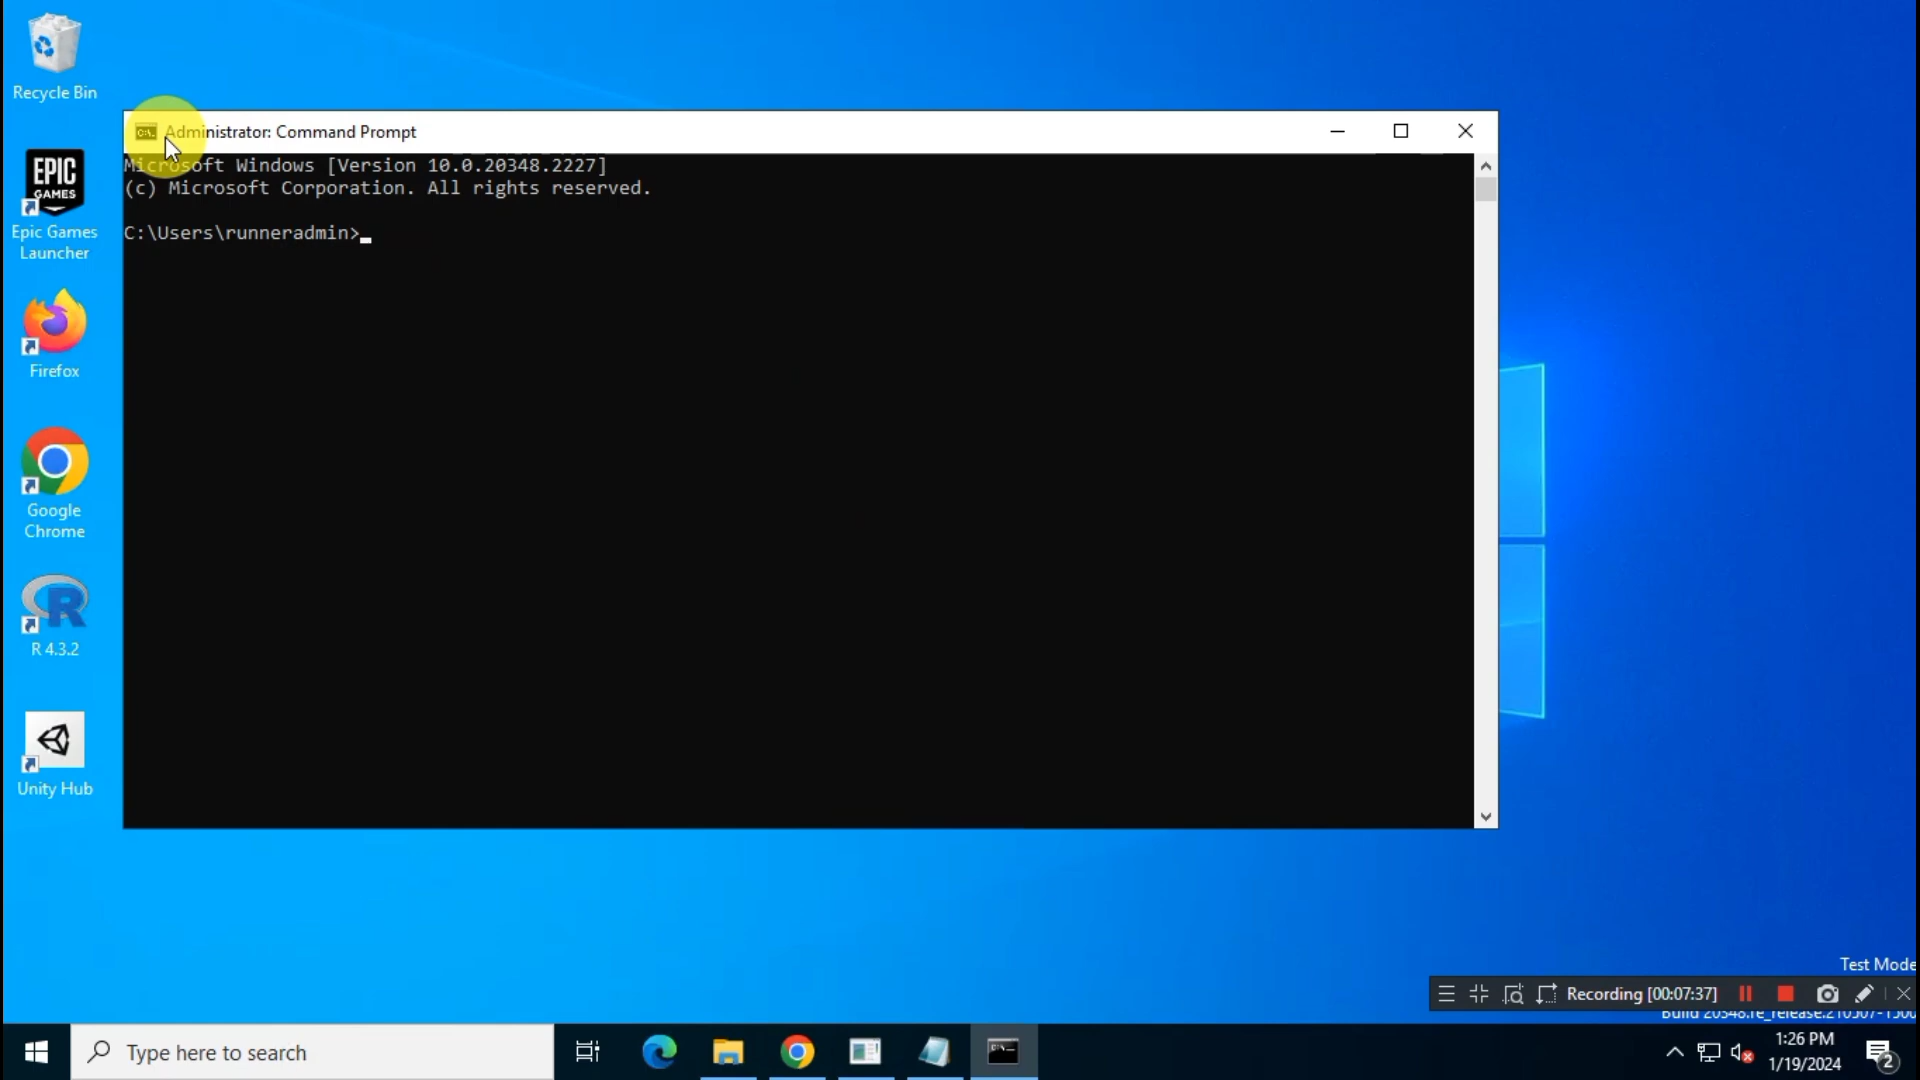 Recycle Bin
EPIC
GAMES
Epic Games
Launcher
Firefox
Google
Chrome
R 4.3.2
Unity Hub
Administrator: Command Prompt
Microsoft Windows [Version 10.0.20348.2227]
(c) Microsoft Corporation. All rights reserved.
C:\Users\runneradmin>
Test Mode
Recording [00:07:37]
Build 20348.fe_release.210507-1500
Type here to search
1:26 PM
1/19/2024
2